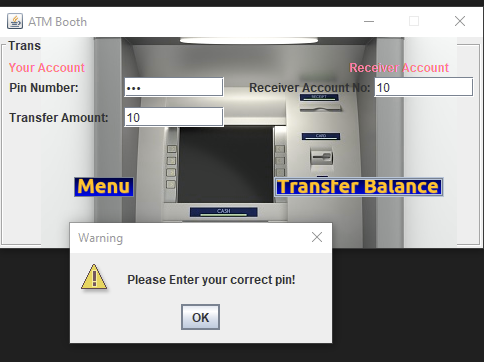 ATM Booth
Trans
Your Account
Receiver Account
Pin Number:
•••
Receiver Account No:
10
RECEIPT
Transfer Amount:
10
CARD
Menu
Transfer Balance
CASH
Warning
Please Enter your correct pin!
OK